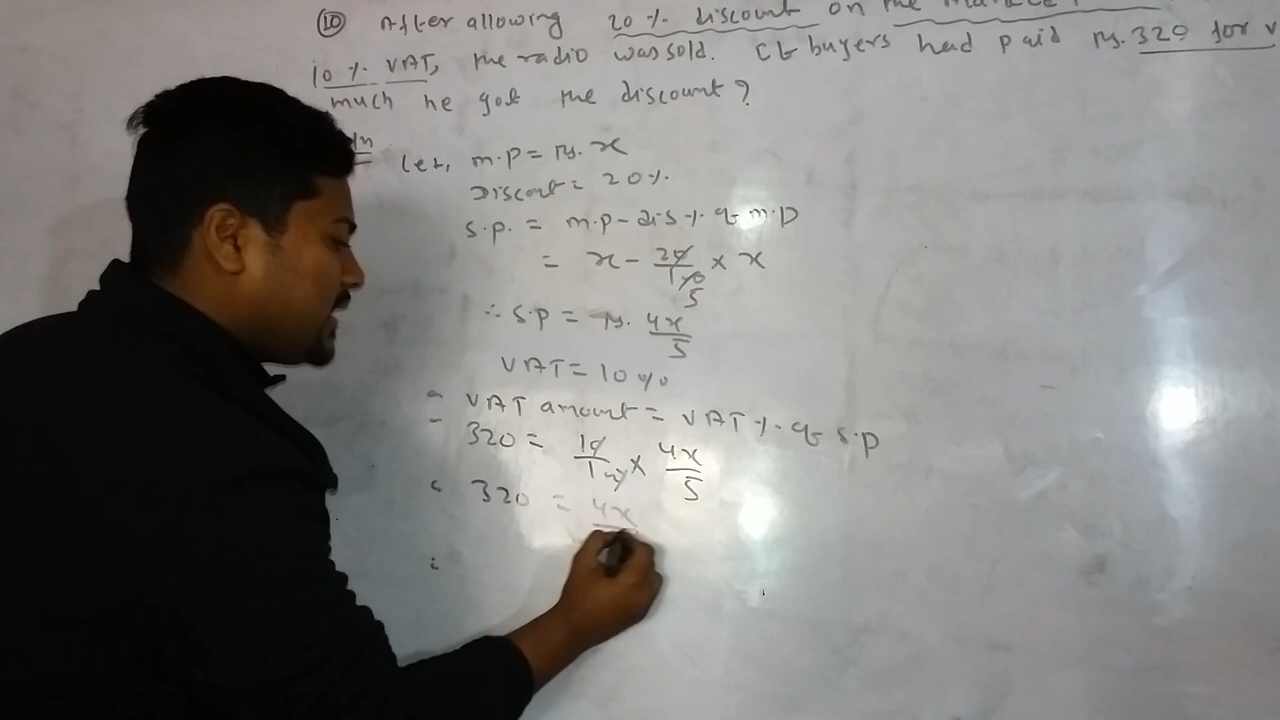 ⑩ After allowing 20 % discount on the
10 % VAT, the radio was sold. If buyers had paid Rs. 320 for v
much he got the discount?
Let, m.p = Rs. x
Discount = 20%.
S.P. = m.p - dis % of m.p
= x - 20/100 × x
5
∴ S.P = Rs. 4x/5
VAT = 10 %
VAT amount = VAT % of S.P
320 = 10/100 × 4x/5
320 = 4x